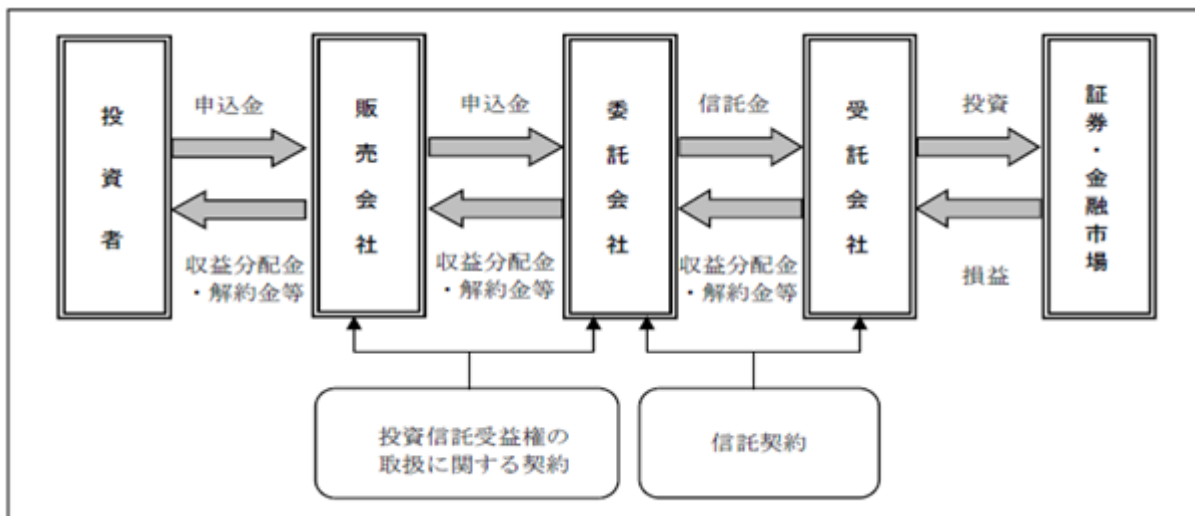 投資者
申込金
収益分配金
・解約金等
販売会社
申込金
収益分配金
・解約金等
委託会社
信託金
収益分配金
・解約金等
受託会社
投資
損益
証券・金融市場
投資信託受益権の
取扱に関する契約
信託契約